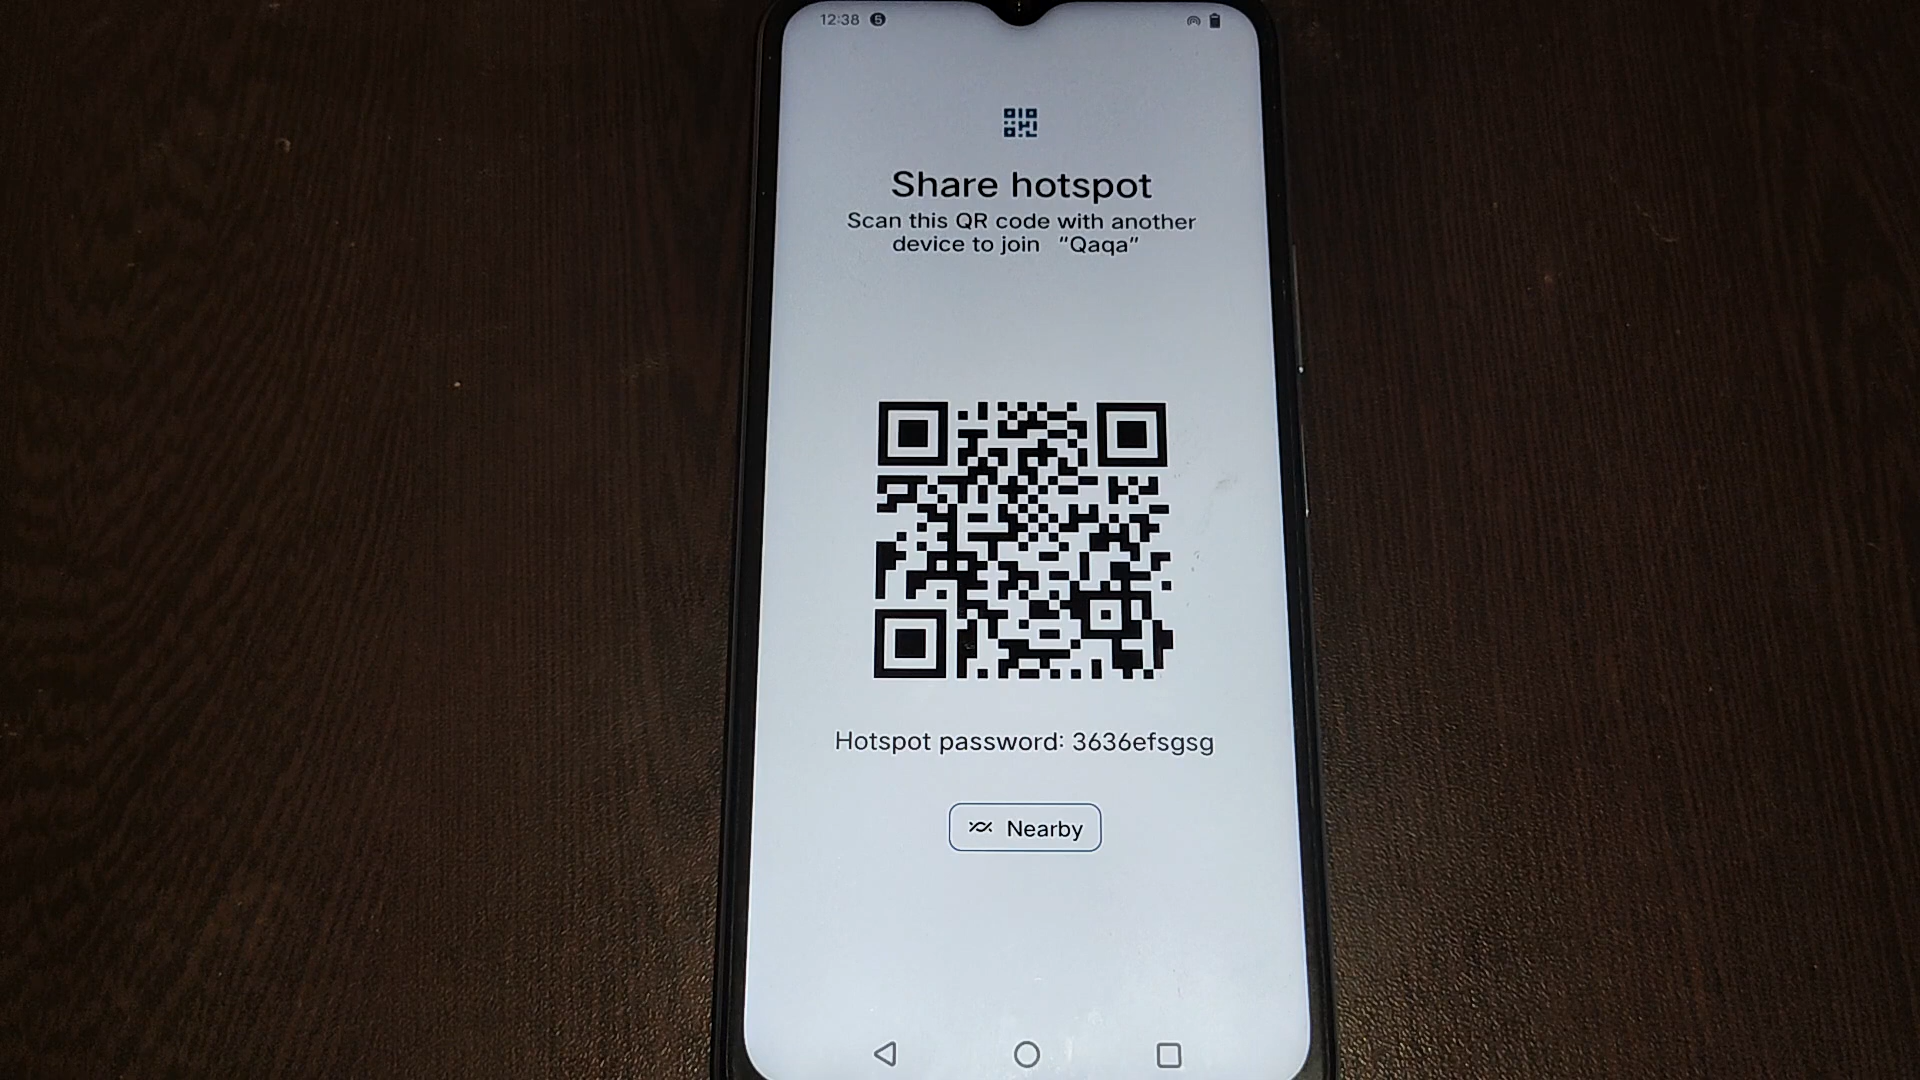 12:38
Share hotspot
Scan this QR code with another
device to join “Qaqa”
Hotspot password: 3636efsgsg
Nearby